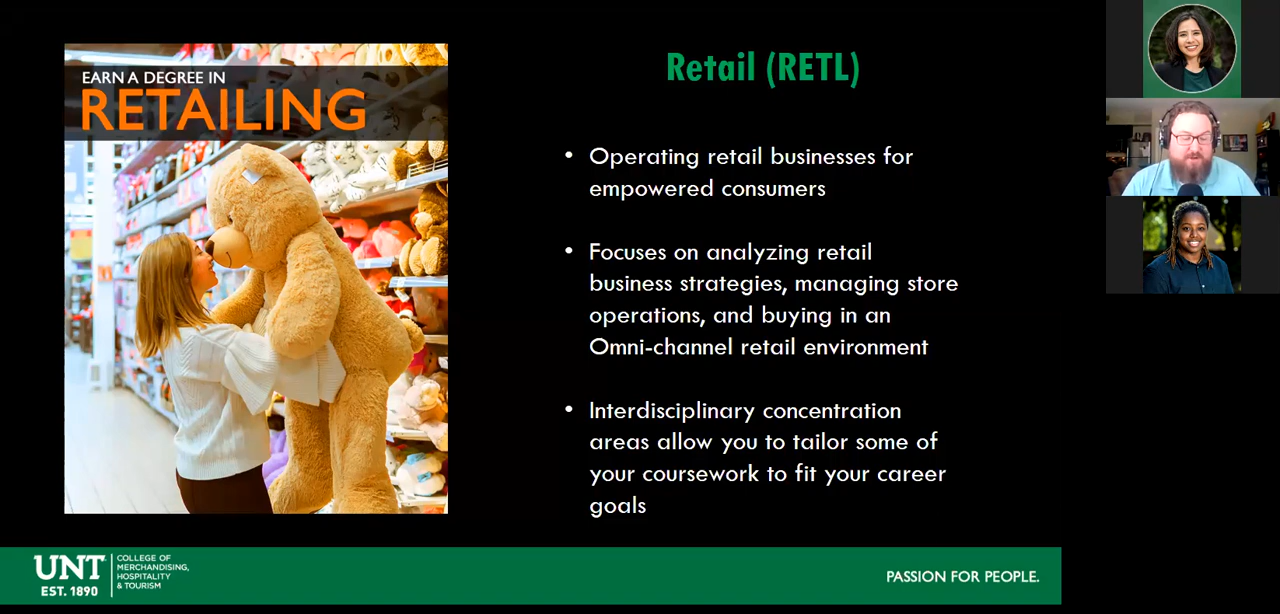 EARN A DEGREE IN
RETAILING
Retail (RETL)
• Operating retail businesses for
empowered consumers
• Focuses on analyzing retail
business strategies, managing store
operations, and buying in an
Omni-channel retail environment
• Interdisciplinary concentration
areas allow you to tailor some of
your coursework to fit your career
goals
UNT
EST. 1890
COLLEGE OF
MERCHANDISING,
HOSPITALITY
& TOURISM
PASSION FOR PEOPLE.